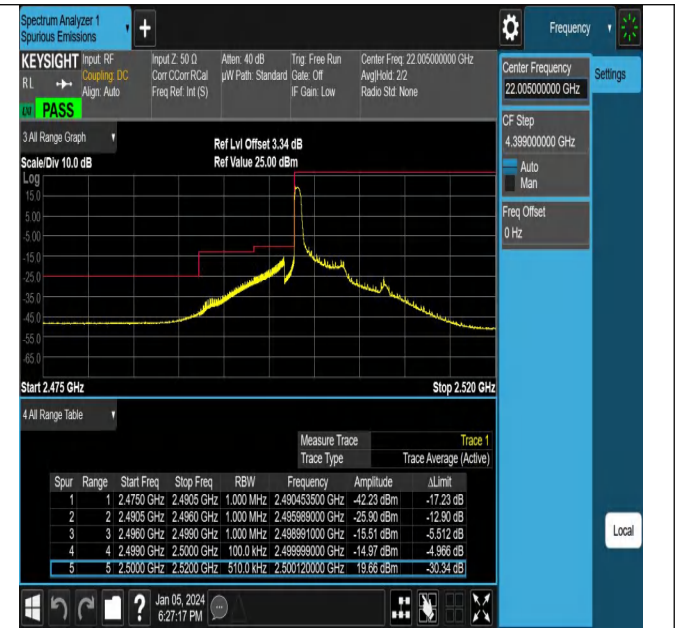 Spectrum Analyzer 1
Spurious Emissions
Frequency
KEYSIGHT
RL
PASS
Input: RF
Coupling: DC
Align: Auto
Input Z: 50 Ω
Corr CCorr RCal
Freq Ref: Int (S)
Atten: 40 dB
µW Path: Standard
Trig: Free Run
Gate: Off
IF Gain: Low
Center Freq: 22.005000000 GHz
Avg|Hold: 2/2
Radio Std: None
Center Frequency
22.005000000 GHz
Settings
CF Step
4.399000000 GHz
Auto
Man
Freq Offset
0 Hz
3 All Range Graph
Ref Lvl Offset 3.34 dB
Scale/Div 10.0 dB
Ref Value 25.00 dBm
Log
15.0
5.00
-5.00
-15.0
-25.0
-35.0
-45.0
-55.0
-65.0
Start 2.475 GHz
Stop 2.520 GHz
4 All Range Table
Measure Trace Trace 1
Trace Type Trace Average (Active)
Spur Range Start Freq Stop Freq RBW Frequency Amplitude ΔLimit
1 1 2.4750 GHz 2.4905 GHz 1.000 MHz 2.490453500 GHz -42.23 dBm -17.23 dB
2 2 2.4905 GHz 2.4960 GHz 1.000 MHz 2.495989000 GHz -25.90 dBm -12.90 dB
3 3 2.4960 GHz 2.4990 GHz 1.000 MHz 2.498991000 GHz -15.51 dBm -5.512 dB
4 4 2.4990 GHz 2.5000 GHz 100.0 kHz 2.499999000 GHz -14.97 dBm -4.966 dB
5 5 2.5000 GHz 2.5200 GHz 510.0 kHz 2.500120000 GHz 19.66 dBm -30.34 dB
Local
Jan 05, 2024
6:27:17 PM